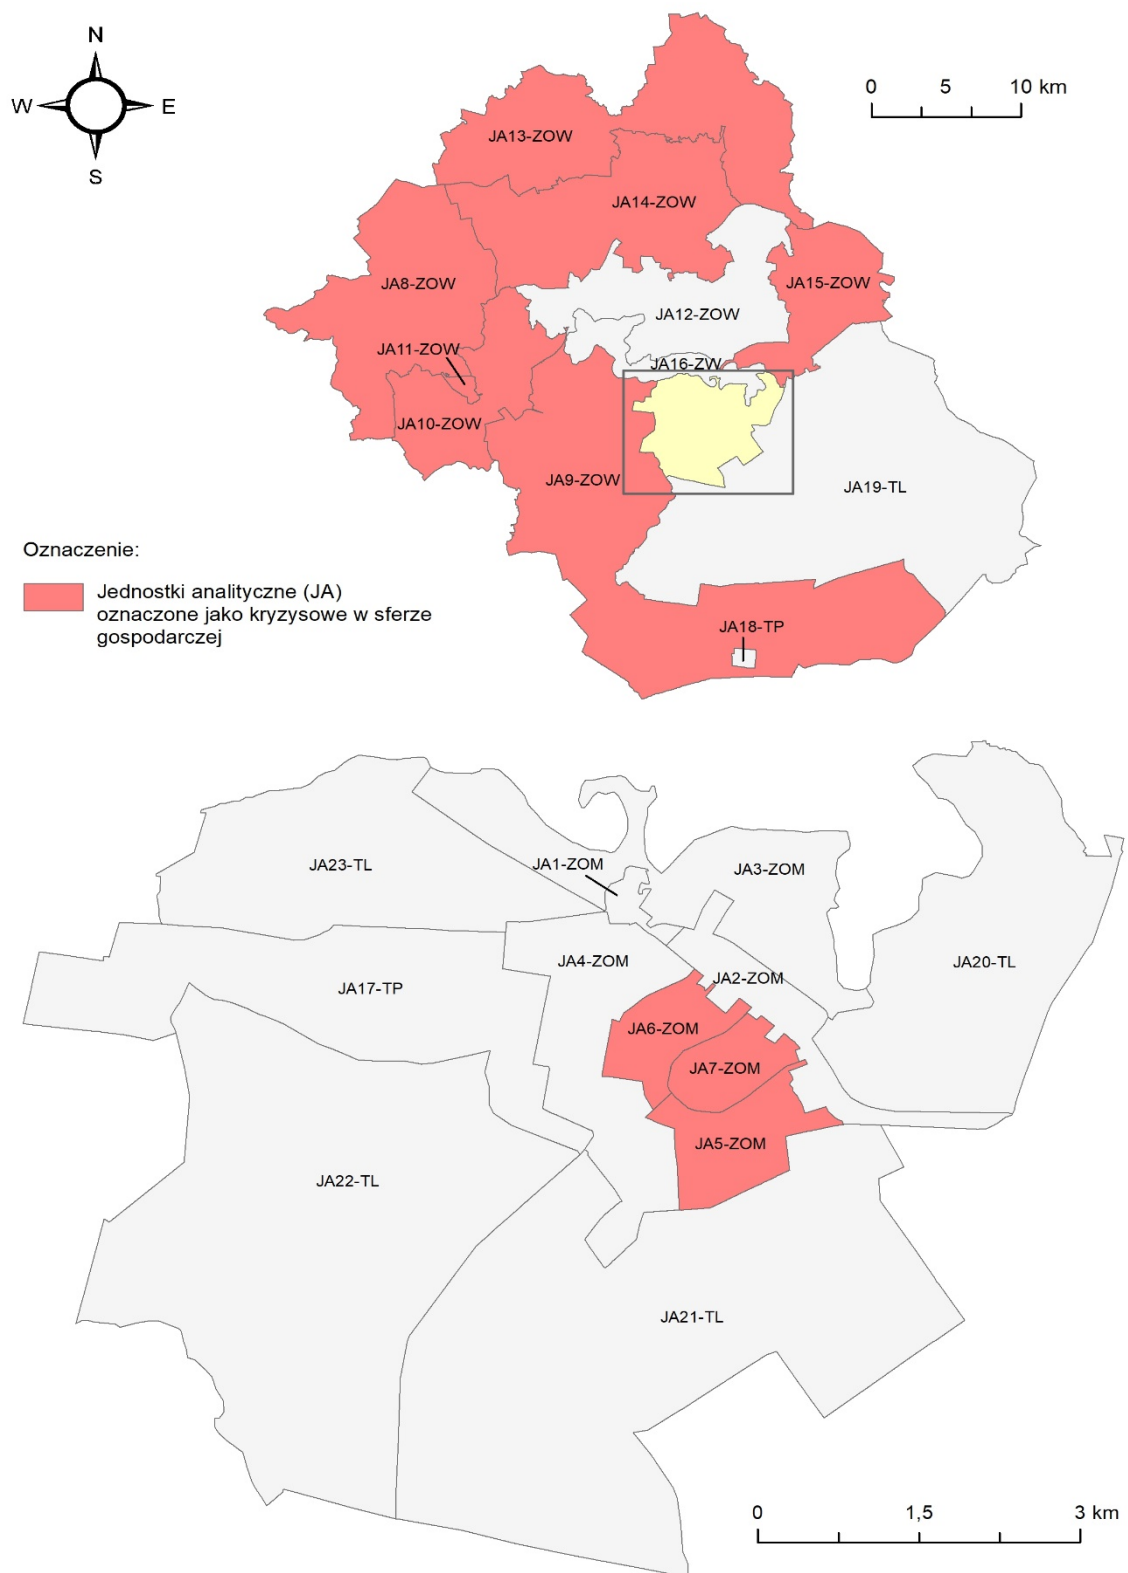 N
W
E
S
0
5
10 km
JA13-ZOW
JA14-ZOW
JA8-ZOW
JA15-ZOW
JA12-ZOW
JA11-ZOW
JA16-ZW
JA10-ZOW
JA9-ZOW
JA19-TL
Oznaczenie:
Jednostki analityczne (JA)
oznaczone jako kryzysowe w sferze
gospodarczej
JA18-TP
JA23-TL
JA1-ZOM
JA3-ZOM
JA4-ZOM
JA20-TL
JA2-ZOM
JA17-TP
JA6-ZOM
JA7-ZOM
JA5-ZOM
JA22-TL
JA21-TL
0
1,5
3 km